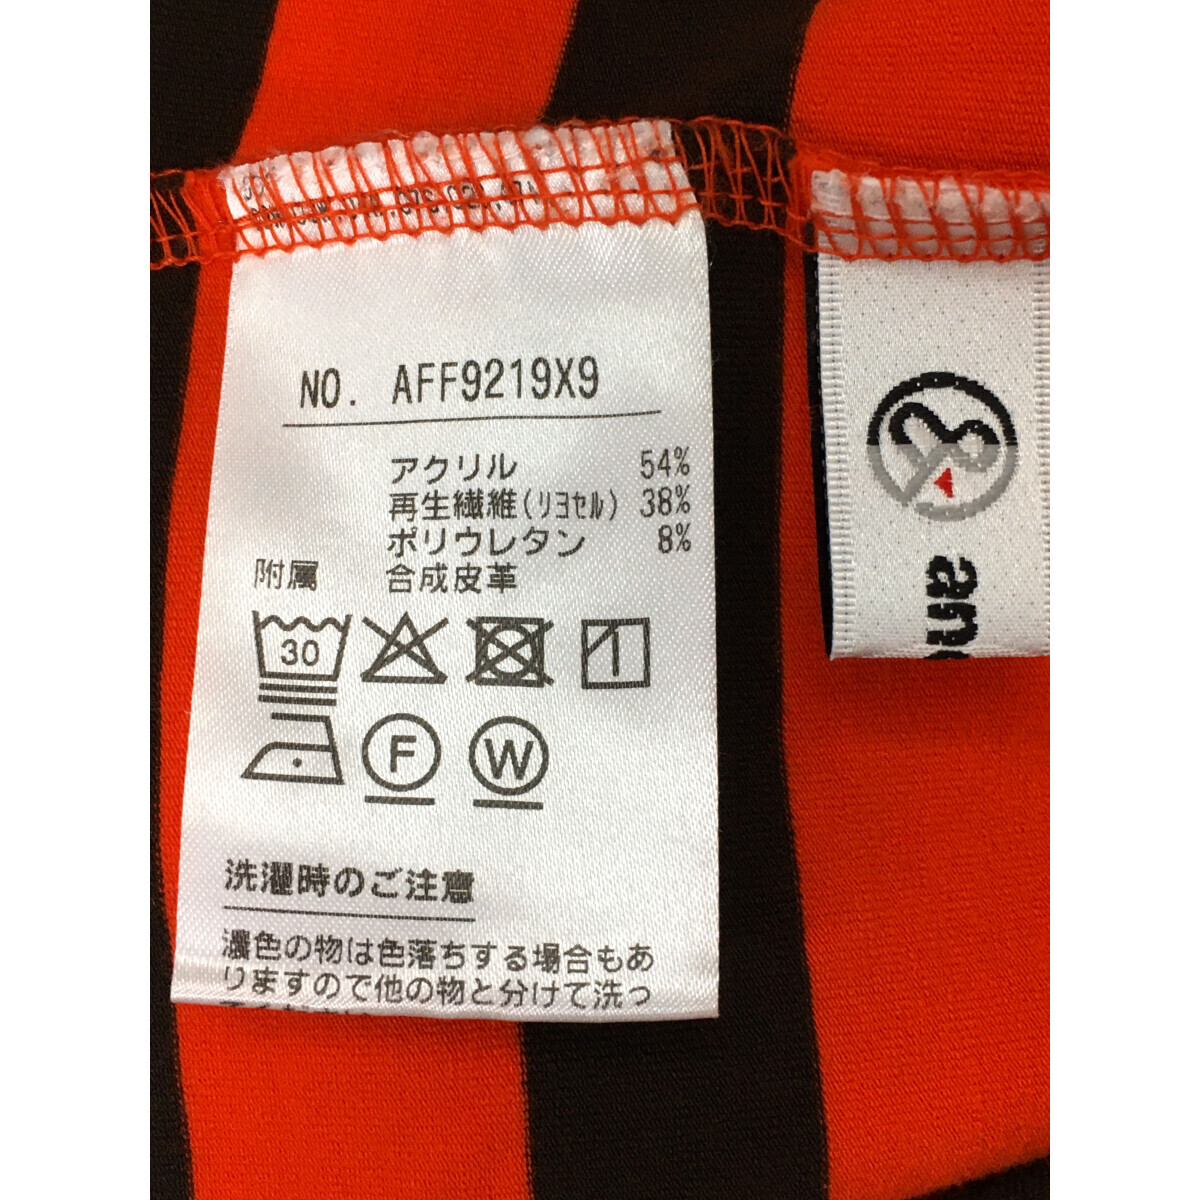 NO. AFF9219X9
アクリル 54%
再生繊維(リヨセル) 38%
ポリウレタン 8%
附属 合成皮革
30
F
W
洗濯時のご注意
濃色の物は色落ちする場合もあ
りますので他の物と分けて洗っ